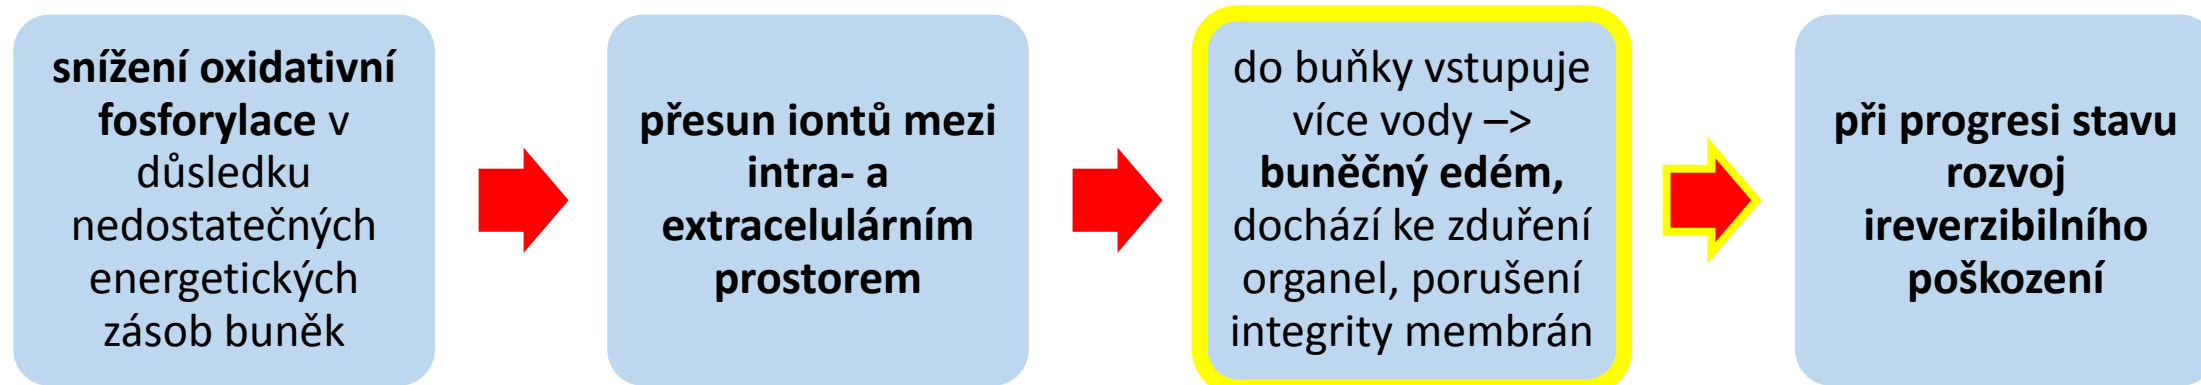 snížení oxidativní
fosforylace v
důsledku
nedostatečných
energetických
zásob buněk
přesun iontů mezi
intra- a
extracelulárním
prostorem
do buňky vstupuje
více vody –>
buněčný edém,
dochází ke zduření
organel, porušení
integrity membrán
při progresi stavu
rozvoj
ireverzibilního
poškození